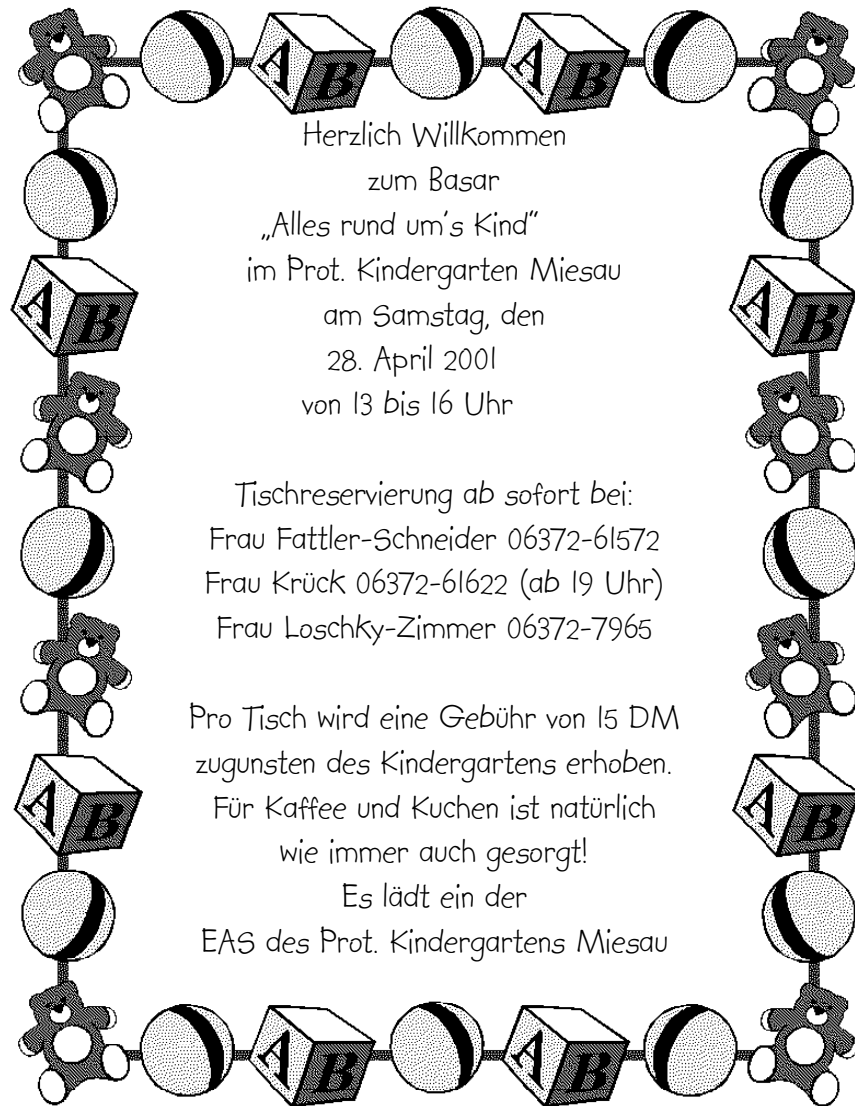 Herzlich Willkommen
zum Basar
„Alles rund um's Kind“
im Prot. Kindergarten Miesau
am Samstag, den
28. April 2001
von 13 bis 16 Uhr
Tischreservierung ab sofort bei:
Frau Fattler-Schneider 06372-61572
Frau Krück 06372-61622 (ab 19 Uhr)
Frau Loschky-Zimmer 06372-7965
Pro Tisch wird eine Gebühr von 15 DM
zugunsten des Kindergartens erhoben.
Für Kaffee und Kuchen ist natürlich
wie immer auch gesorgt!
Es lädt ein der
EAS des Prot. Kindergartens Miesau